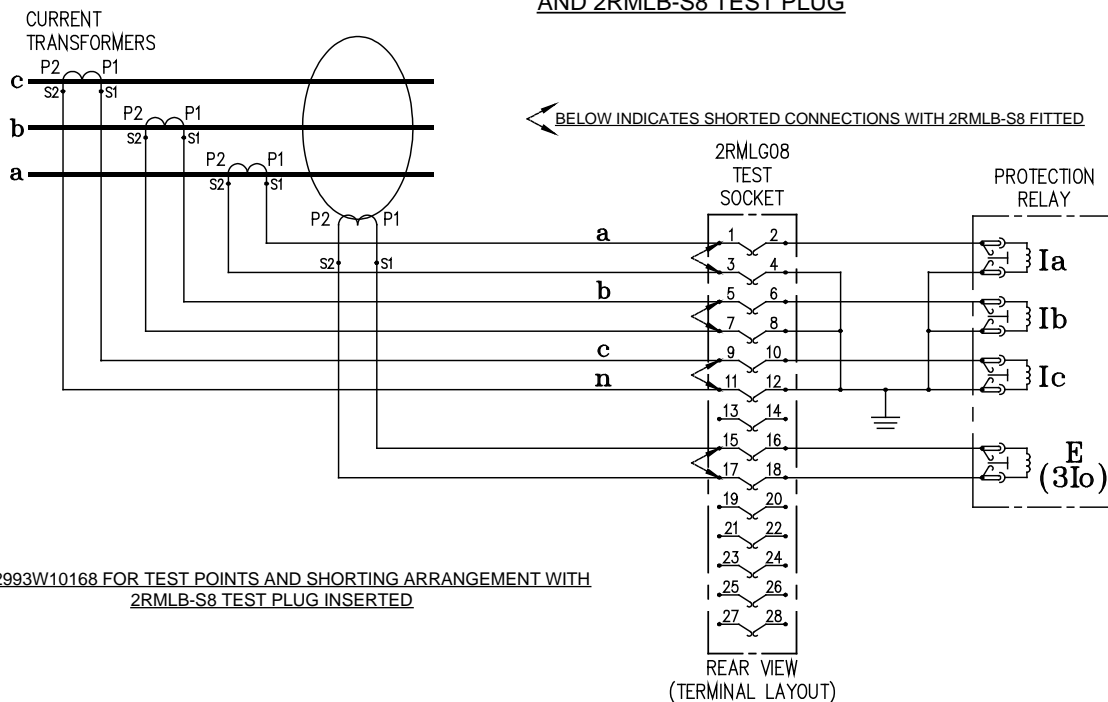 AND 2RMLB-S8 TEST PLUG
CURRENT
TRANSFORMERS
P2 P1
c
S2 S1
P2 P1
b
S2 S1
P2 P1
a
S2 S1
P2 P1
S2 S1
BELOW INDICATES SHORTED CONNECTIONS WITH 2RMLB-S8 FITTED
2RMLG08
TEST
SOCKET
PROTECTION
RELAY
a 1 2
Ia
3 4
b 5 6
Ib
7 8
c 9 10
Ic
n 11 12
13 14
15 16
E
(3Io)
17 18
19 20
21 22
23 24
25 26
27 28
2993W10168 FOR TEST POINTS AND SHORTING ARRANGEMENT WITH
2RMLB-S8 TEST PLUG INSERTED
REAR VIEW
(TERMINAL LAYOUT)